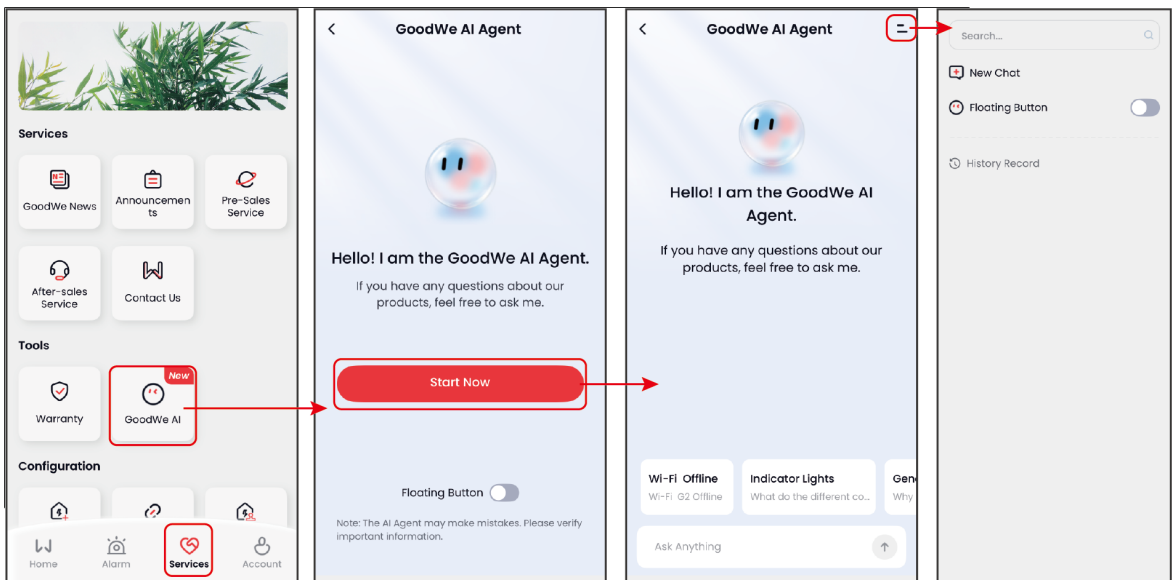 Services
GoodWe News
Announcemen
ts
Pre-Sales
Service
After-sales
Service
Contact Us
Tools
New
Warranty
GoodWe AI
Configuration
Home
Alarm
Services
Account
GoodWe AI Agent
Hello! I am the GoodWe AI Agent.
If you have any questions about our
products, feel free to ask me.
Start Now
Floating Button
Note: The AI Agent may make mistakes. Please verify
important information.
GoodWe AI Agent
Hello! I am the GoodWe AI
Agent.
If you have any questions about our
products, feel free to ask me.
Wi-Fi Offline
Wi-Fi G2 Offline
Indicator Lights
What do the different co...
Gen
Why
Ask Anything
Search...
New Chat
Floating Button
History Record